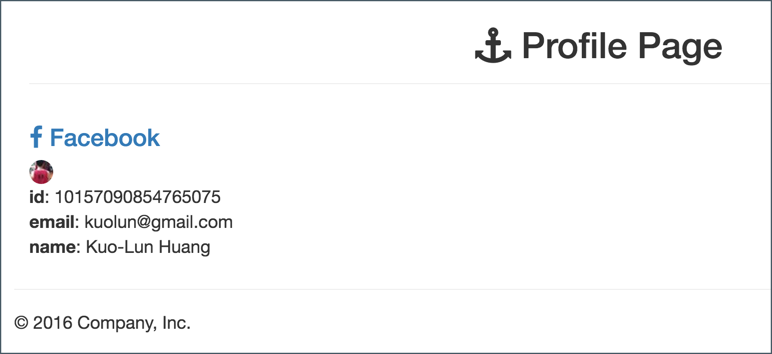 Profile Page
Facebook
id: 10157090854765075
email: kuolun@gmail.com
name: Kuo-Lun Huang
© 2016 Company, Inc.